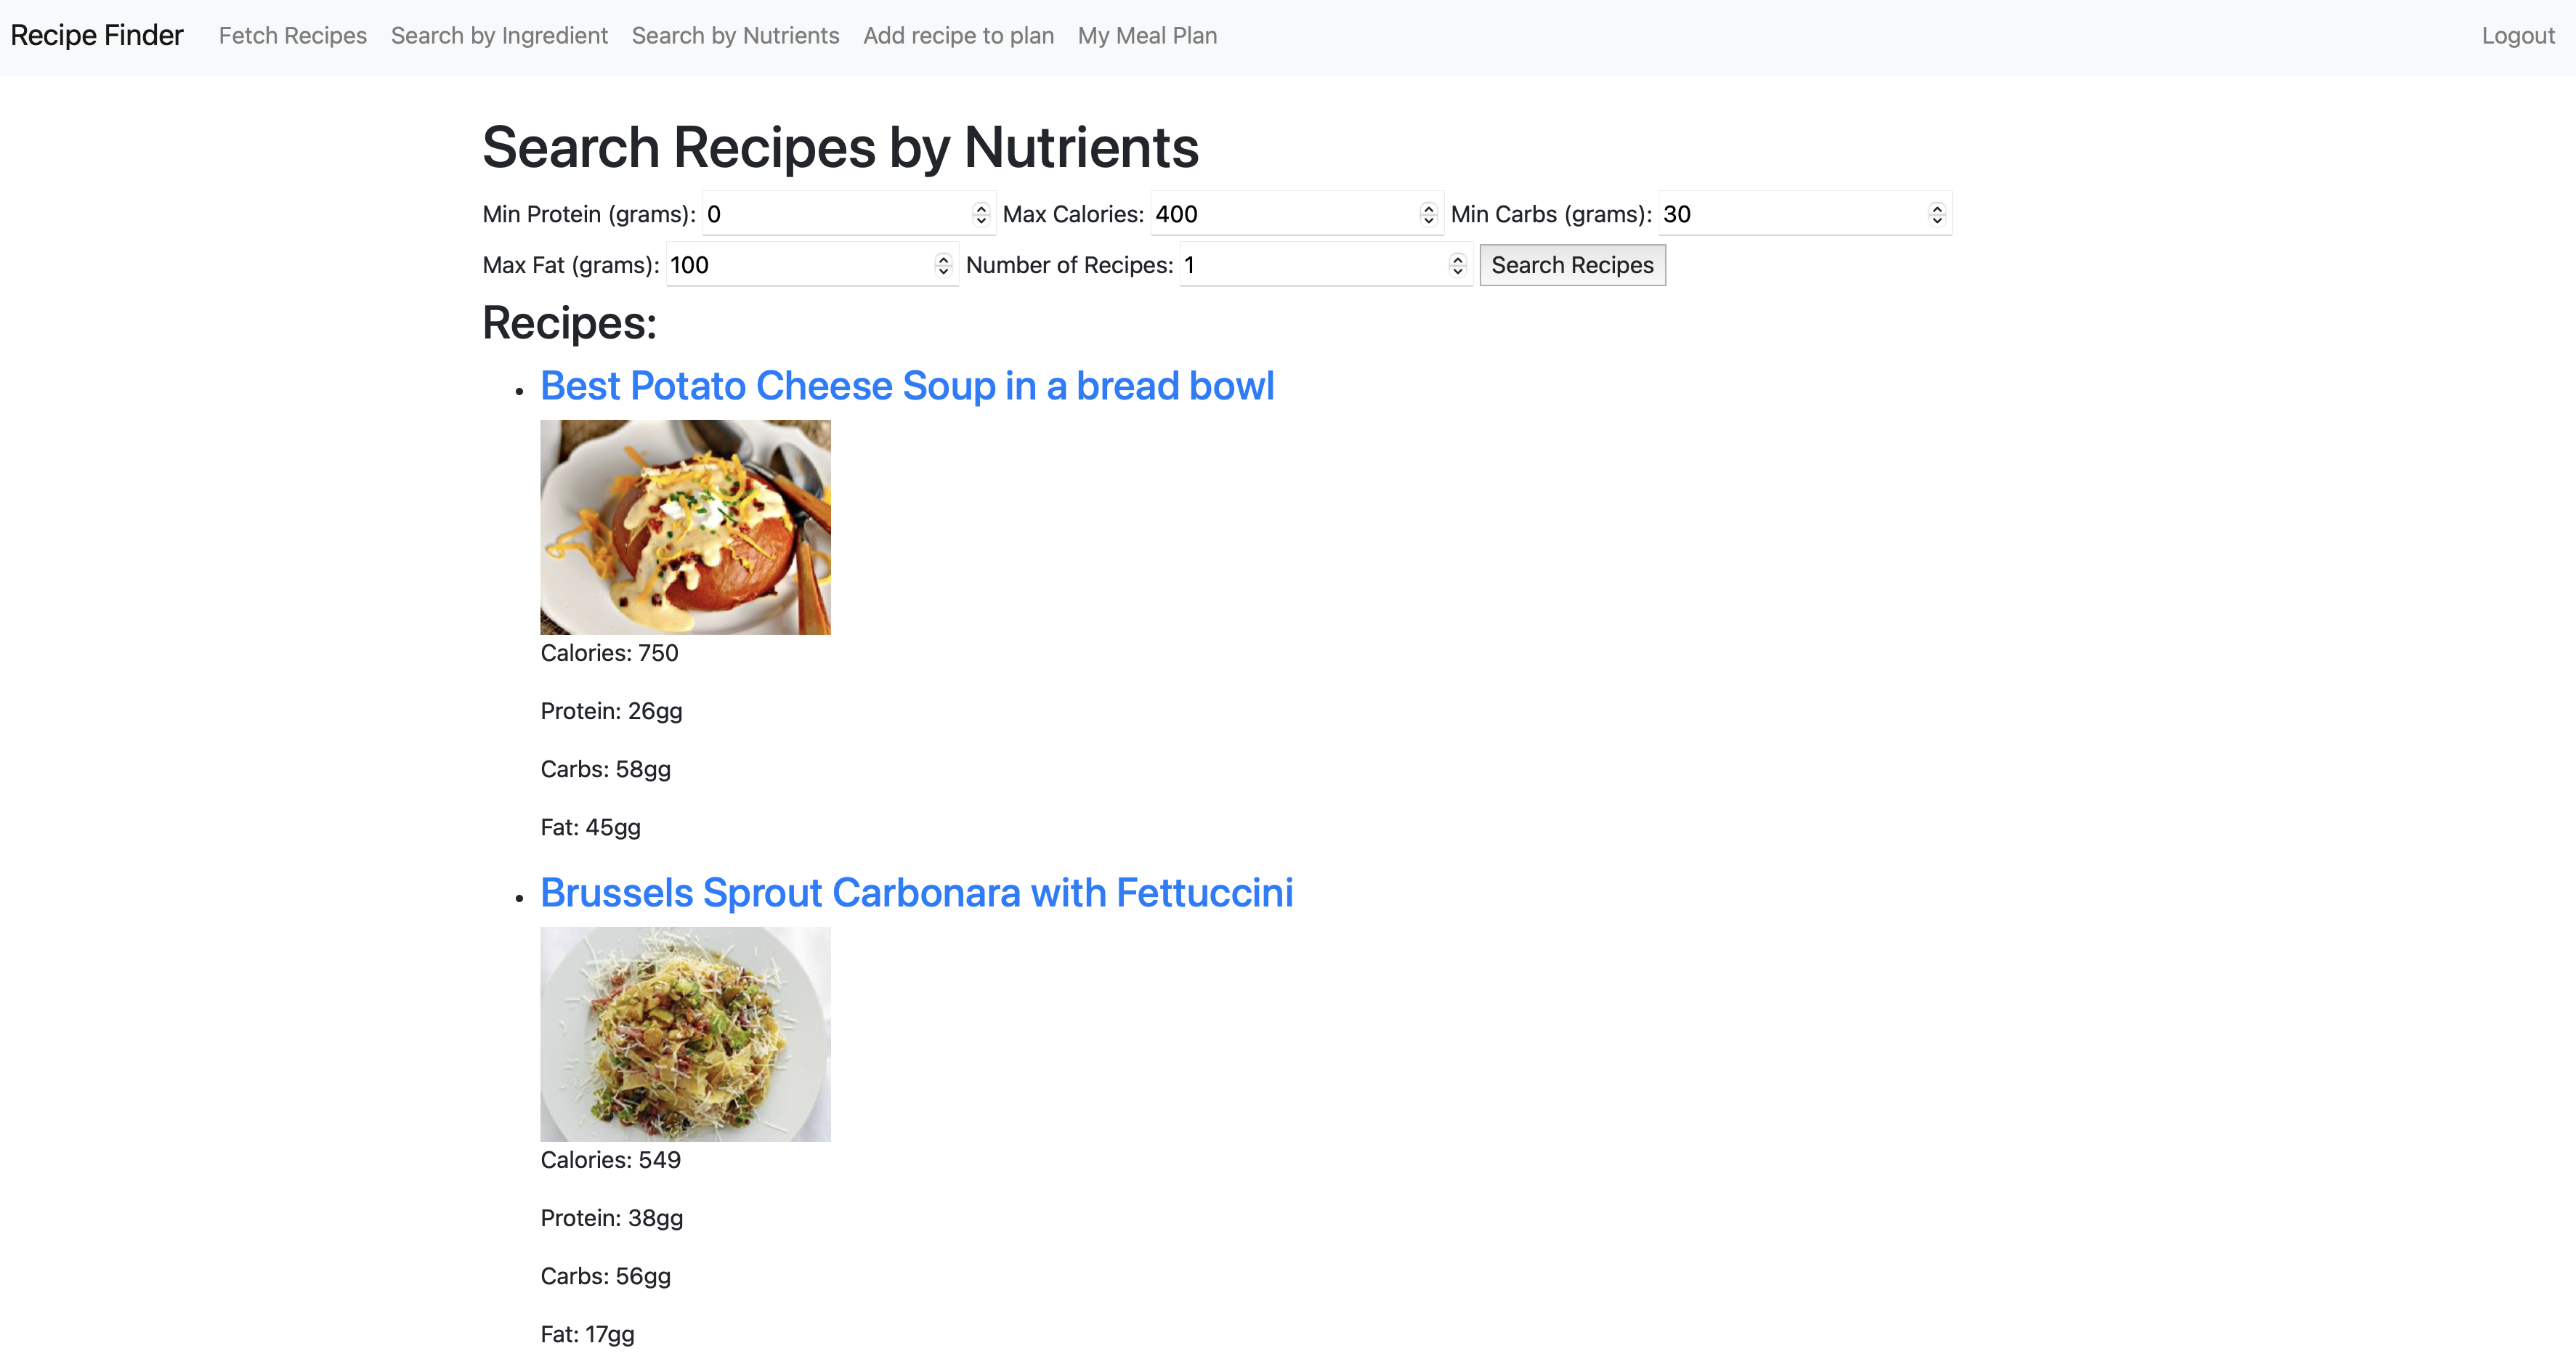 Recipe Finder Fetch Recipes Search by Ingredient Search by Nutrients Add recipe to plan My Meal Plan Logout
Search Recipes by Nutrients
Min Protein (grams): 0 Max Calories: 400 Min Carbs (grams): 30
Max Fat (grams): 100 Number of Recipes: 1 Search Recipes
Recipes:
• Best Potato Cheese Soup in a bread bowl
Calories: 750
Protein: 26gg
Carbs: 58gg
Fat: 45gg
• Brussels Sprout Carbonara with Fettuccini
Calories: 549
Protein: 38gg
Carbs: 56gg
Fat: 17gg